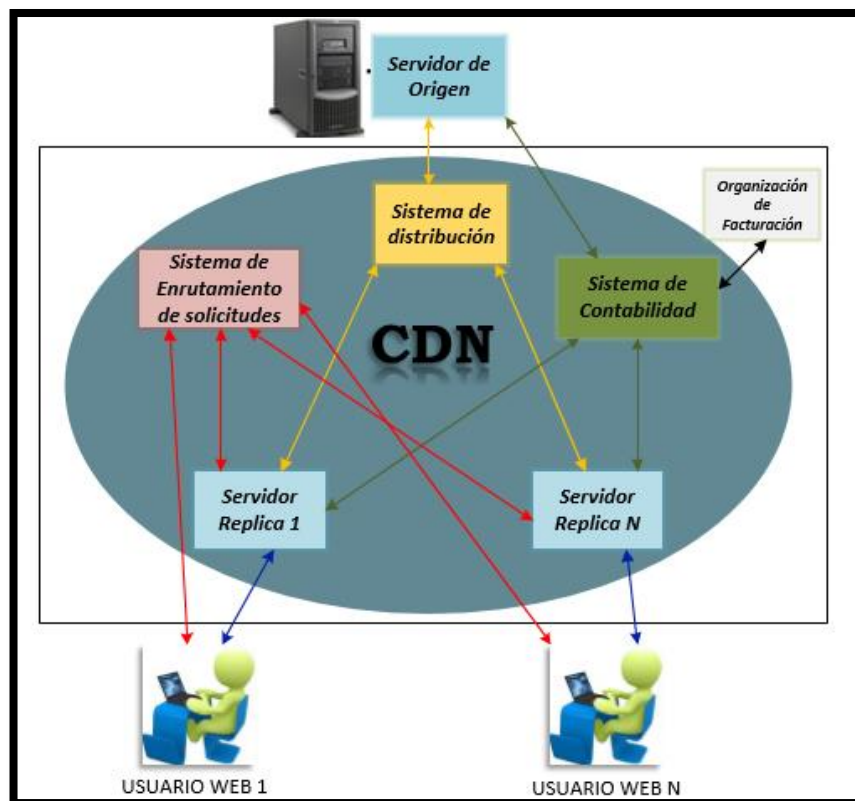 Servidor de
Origen
Organización
de
Facturación
Sistema de
distribución
Sistema de
Enrutamiento
de solicitudes
Sistema de
Contabilidad
CDN
Servidor
Replica 1
Servidor
Replica N
USUARIO WEB 1
USUARIO WEB N